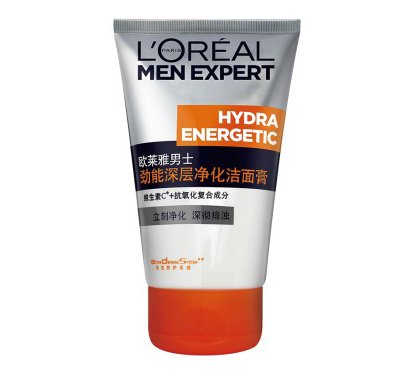 L'ORÉAL
PARIS
MEN EXPERT
HYDRA
ENERGETIC
欧莱雅男士
劲能深层净化洁面膏
维生素C*+抗氧化复合成分
立刻净化 深彻排浊